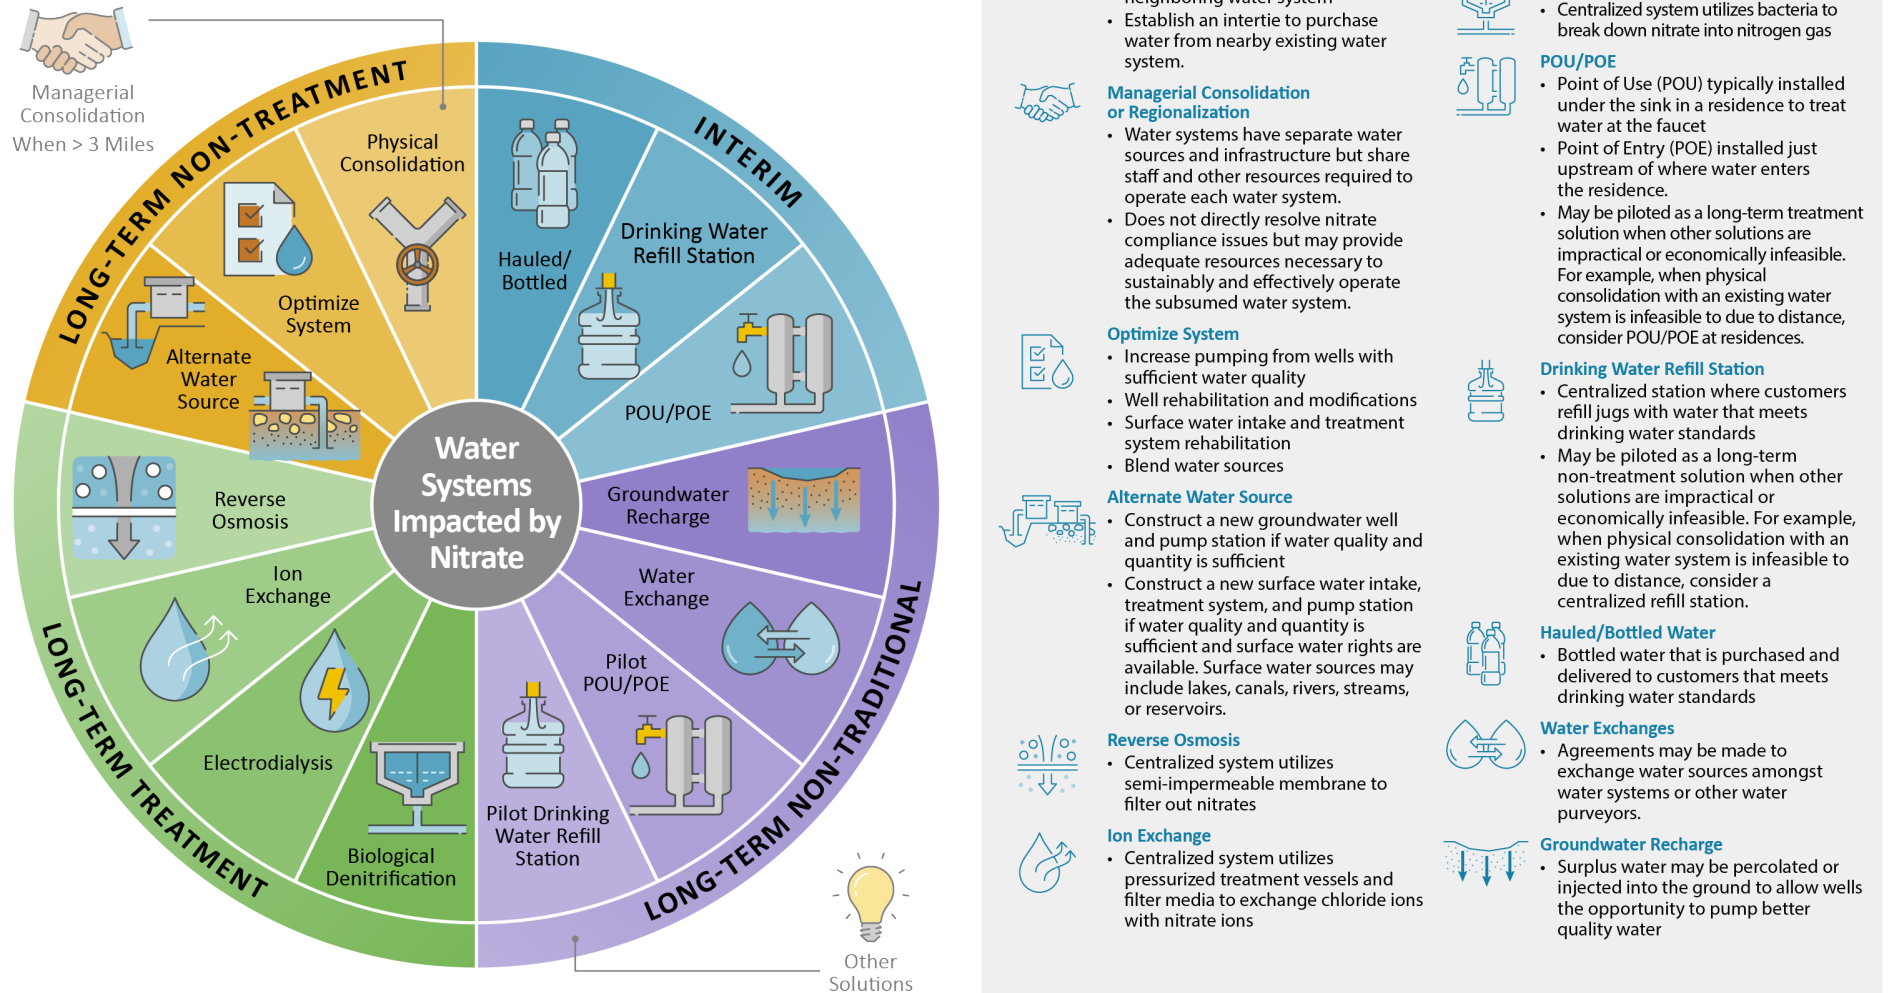 Managerial
Consolidation
When > 3 Miles
LONG-TERM NON-TREATMENT
INTERIM
LONG-TERM NON-TRADITIONAL
LONG-TERM TREATMENT
Physical
Consolidation
Optimize
System
Alternate
Water
Source
Hauled/
Bottled
Drinking Water
Refill Station
POU/POE
Groundwater
Recharge
Water
Exchange
Pilot
POU/POE
Pilot Drinking
Water Refill
Station
Biological
Denitrification
Electrodialysis
Ion
Exchange
Reverse
Osmosis
Water
Systems
Impacted by
Nitrate
Other
Solutions
neighboring water system
• Establish an intertie to purchase
water from nearby existing water
system.
Managerial Consolidation
or Regionalization
• Water systems have separate water
sources and infrastructure but share
staff and other resources required to
operate each water system.
• Does not directly resolve nitrate
compliance issues but may provide
adequate resources necessary to
sustainably and effectively operate
the subsumed water system.
Optimize System
• Increase pumping from wells with
sufficient water quality
• Well rehabilitation and modifications
• Surface water intake and treatment
system rehabilitation
• Blend water sources
Alternate Water Source
• Construct a new groundwater well
and pump station if water quality and
quantity is sufficient
• Construct a new surface water intake,
treatment system, and pump station
if water quality and quantity is
sufficient and surface water rights are
available. Surface water sources may
include lakes, canals, rivers, streams,
or reservoirs.
Reverse Osmosis
• Centralized system utilizes
semi-impermeable membrane to
filter out nitrates
Ion Exchange
• Centralized system utilizes
pressurized treatment vessels and
filter media to exchange chloride ions
with nitrate ions
• Centralized system utilizes bacteria to
break down nitrate into nitrogen gas
POU/POE
• Point of Use (POU) typically installed
under the sink in a residence to treat
water at the faucet
• Point of Entry (POE) installed just
upstream of where water enters
the residence.
• May be piloted as a long-term treatment
solution when other solutions are
impractical or economically infeasible.
For example, when physical
consolidation with an existing water
system is infeasible to due to distance,
consider POU/POE at residences.
Drinking Water Refill Station
• Centralized station where customers
refill jugs with water that meets
drinking water standards
• May be piloted as a long-term
non-treatment solution when other
solutions are impractical or
economically infeasible. For example,
when physical consolidation with an
existing water system is infeasible to
due to distance, consider a
centralized refill station.
Hauled/Bottled Water
• Bottled water that is purchased and
delivered to customers that meets
drinking water standards
Water Exchanges
• Agreements may be made to
exchange water sources amongst
water systems or other water
purveyors.
Groundwater Recharge
• Surplus water may be percolated or
injected into the ground to allow wells
the opportunity to pump better
quality water